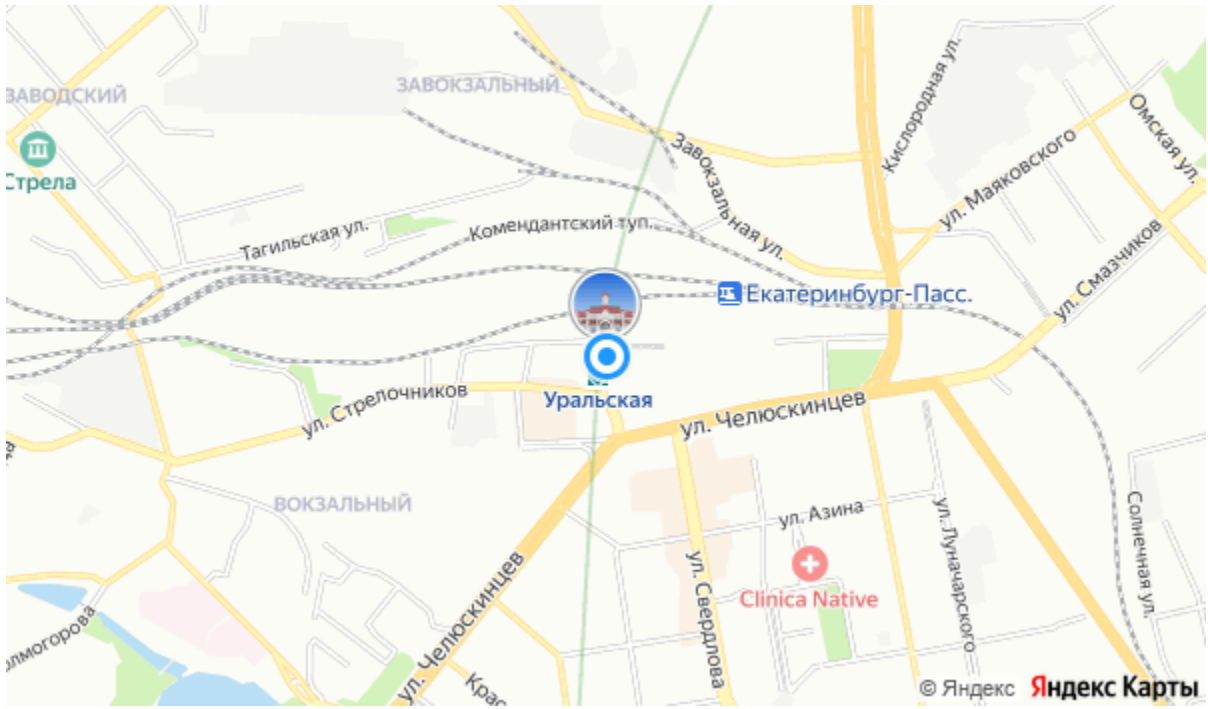 ЗАВОДСКИЙ
ЗАВОКЗАЛЬНЫЙ
Кислородная ул.
Омская ул.
Стрела
Завокзальная ул.
ул. Маяковского
Тагильская ул.
Комендантский туп.
ул. Смазчиков
Екатеринбург-Пасс.
ул. Стрелочников
Уральская
ул. Челюскинцев
ВОКЗАЛЬНЫЙ
ул. Азина
ул. Луначарского
Солнечная ул.
ул. Свердлова
Clinica Native
ул. Челюскинцев
олмогорова
Крас
© Яндекс Яндекс Карты